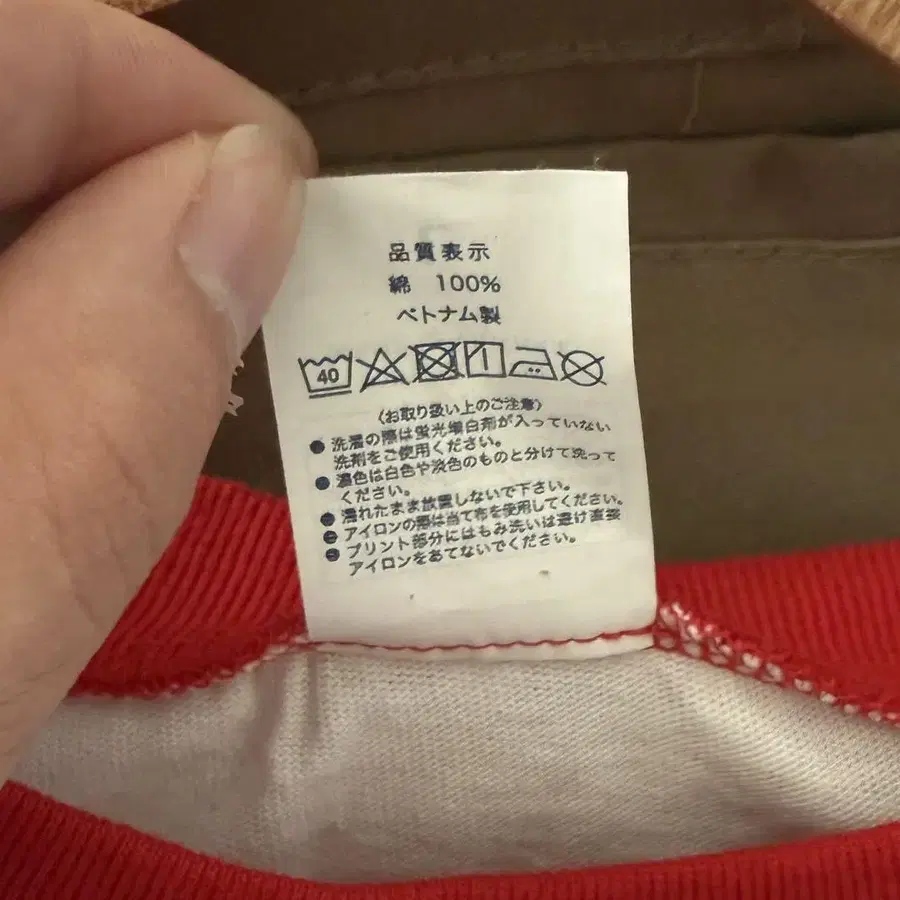 品質表示
綿 100%
ベトナム製
40
〈お取り扱い上のご注意〉
● 洗濯の際は蛍光増白剤が入っていない
洗剤をご使用ください。
● 濃色は白色や淡色のものと分けて洗って
ください。
● 濡れたまま放置しないで下さい。
● アイロンの際は当て布を使用してください。
● プリント部分にはもみ洗いは避け直接
アイロンをあてないでください。